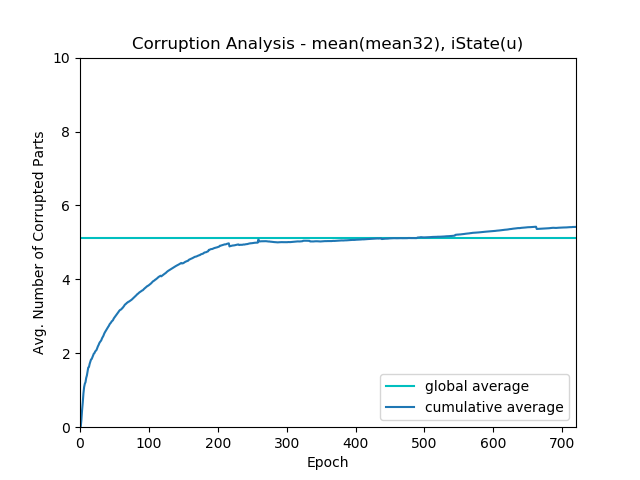 Corruption Analysis - mean(mean32), iState(u)
Avg. Number of Corrupted Parts
10
8
6
4
2
0
0 100 200 300 400 500 600 700
Epoch
global average
cumulative average